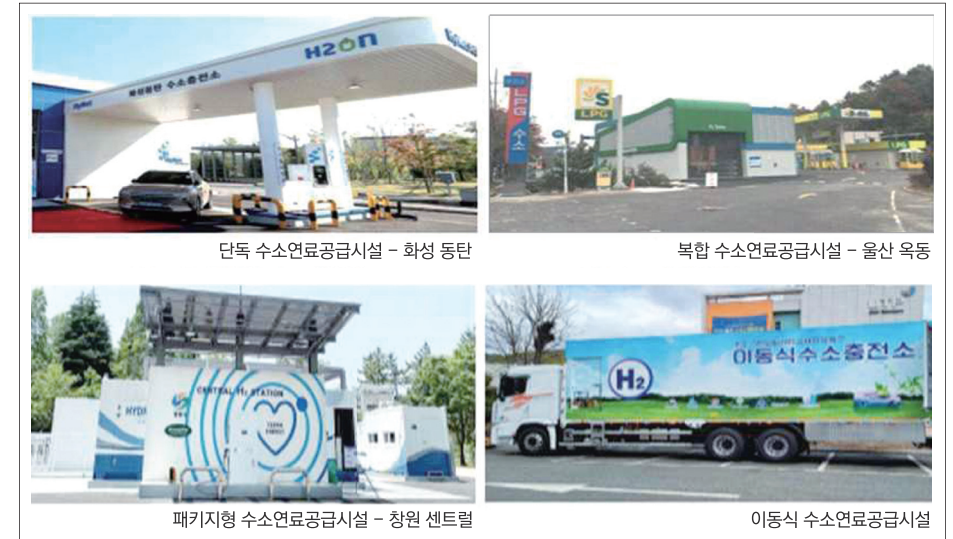 H2ON
화성동탄 수소충전소
LPG 수소
S
LPG
단독 수소연료공급시설 – 화성 동탄
복합 수소연료공급시설 – 울산 옥동
CENTRAL H₂ STATION
HYDR
패키지형 수소연료공급시설 – 창원 센트럴
이동식수소충전소
H₂
이동식 수소연료공급시설